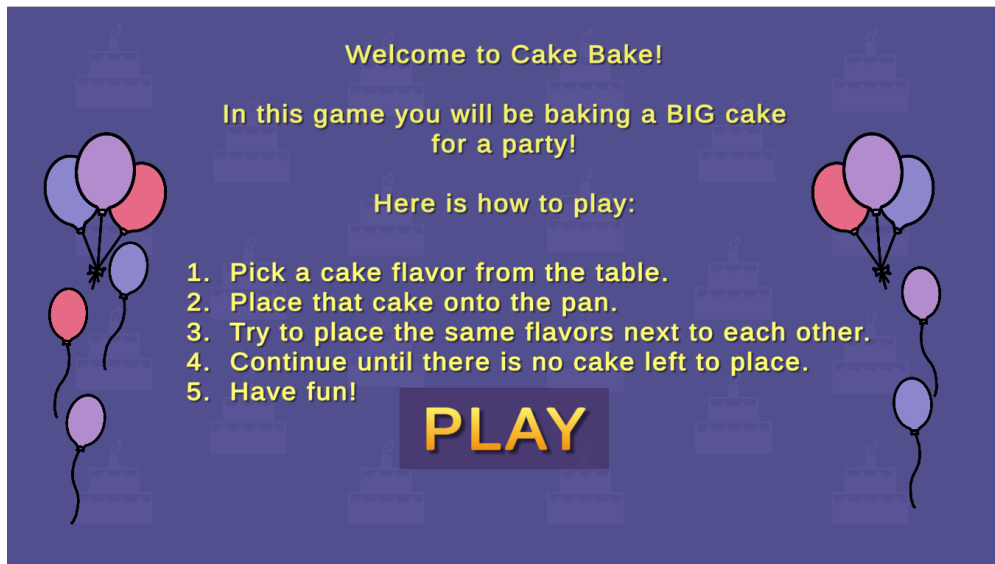 Welcome to Cake Bake!
In this game you will be baking a BIG cake
for a party!
Here is how to play:
1. Pick a cake flavor from the table.
2. Place that cake onto the pan.
3. Try to place the same flavors next to each other.
4. Continue until there is no cake left to place.
5. Have fun!
PLAY